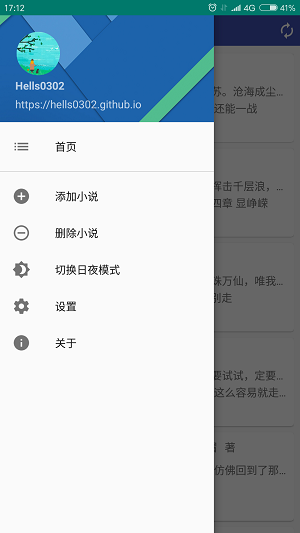 17:12
4G 41%
Hells0302
https://hells0302.github.io
首页
添加小说
删除小说
切换日夜模式
设置
关于
苏。沧海成尘…
还能一战
挥击千层浪，…
四章 显峥嵘
万仙，唯我…
别走
要试试，定要…
这么容易就走…
著
仿佛回到了那…